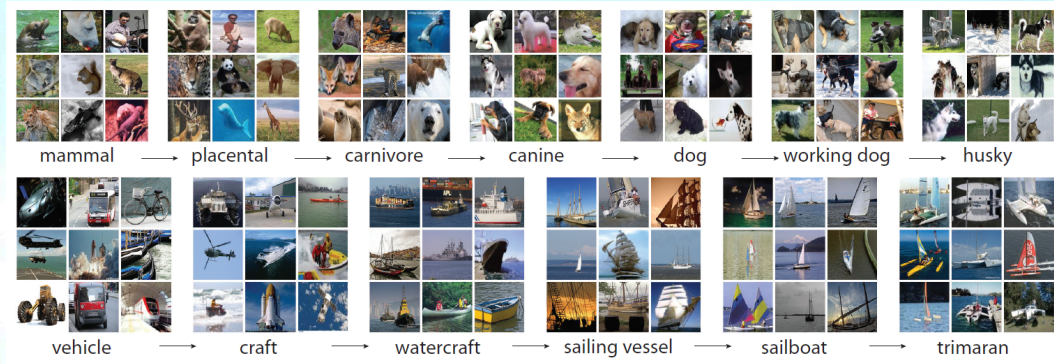 mammal → placental → carnivore → canine → dog → working dog → husky
vehicle → craft → watercraft → sailing vessel → sailboat → trimaran